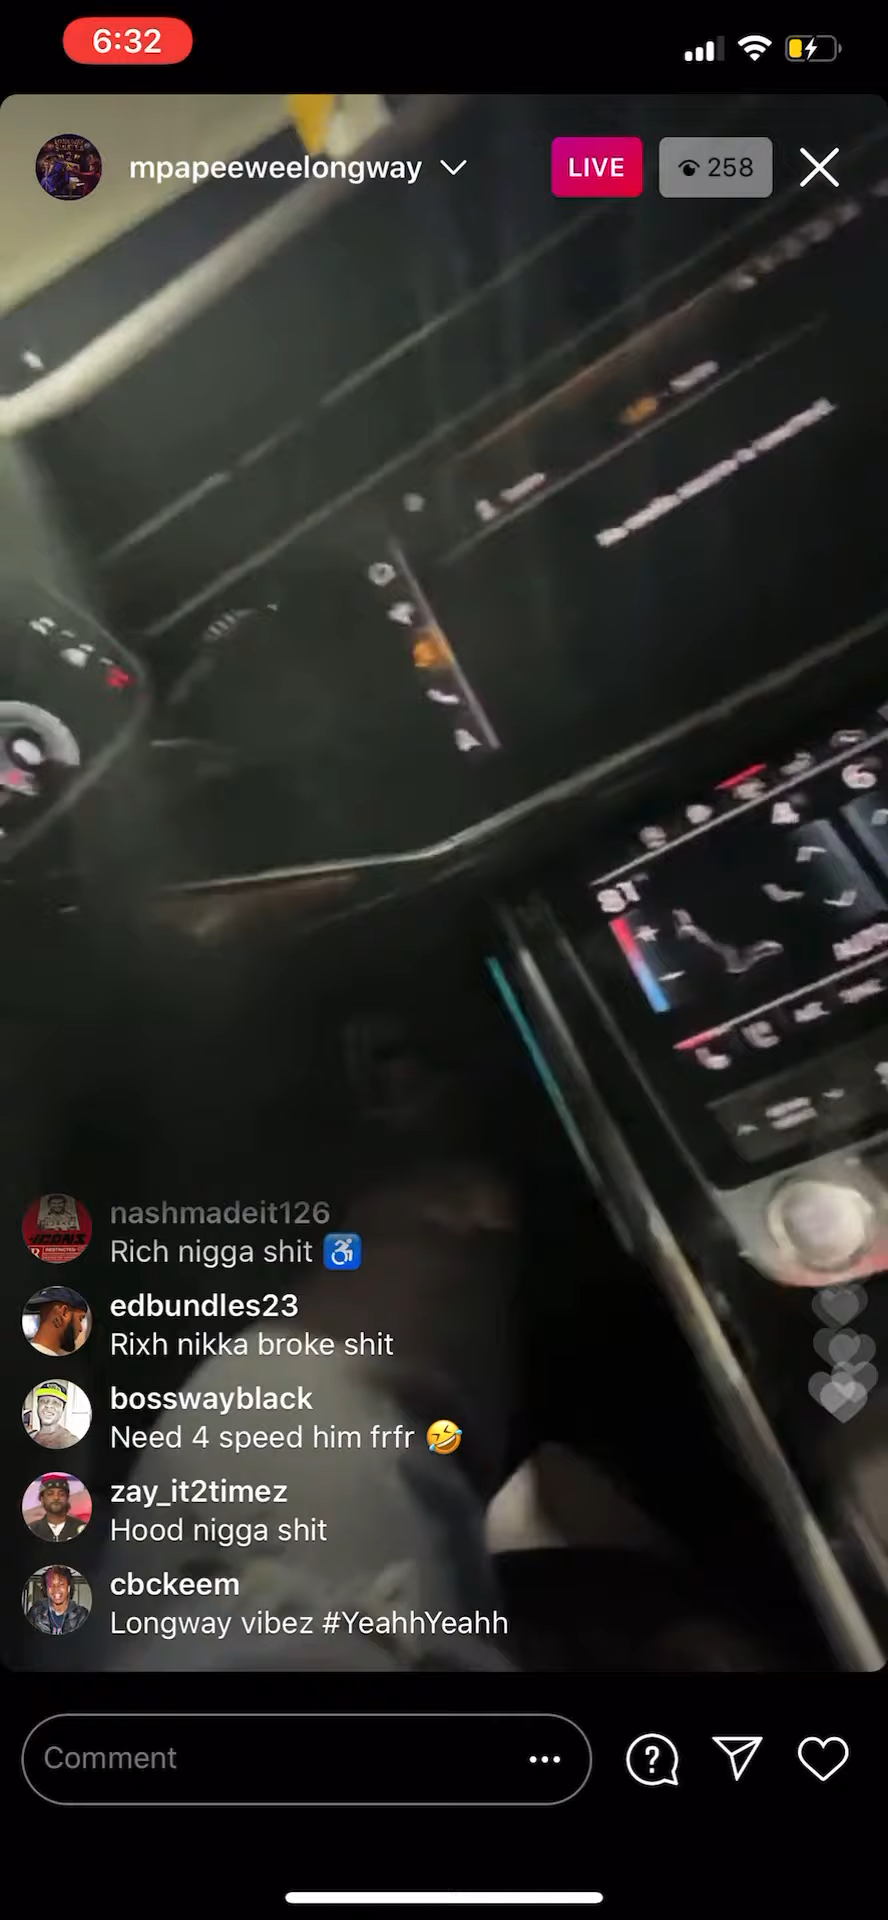 6:32
mpapeeweelongway
LIVE
258
nashmadeit126
Rich nigga shit ♿
edbundles23
Rixh nikka broke shit
bosswayblack
Need 4 speed him frfr 🤣
zay_it2timez
Hood nigga shit
cbckeem
Longway vibez #YeahhYeahh
Comment